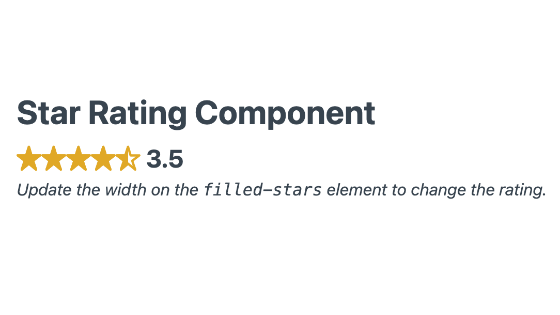 Star Rating Component
3.5
Update the width on the filled-stars element to change the rating.